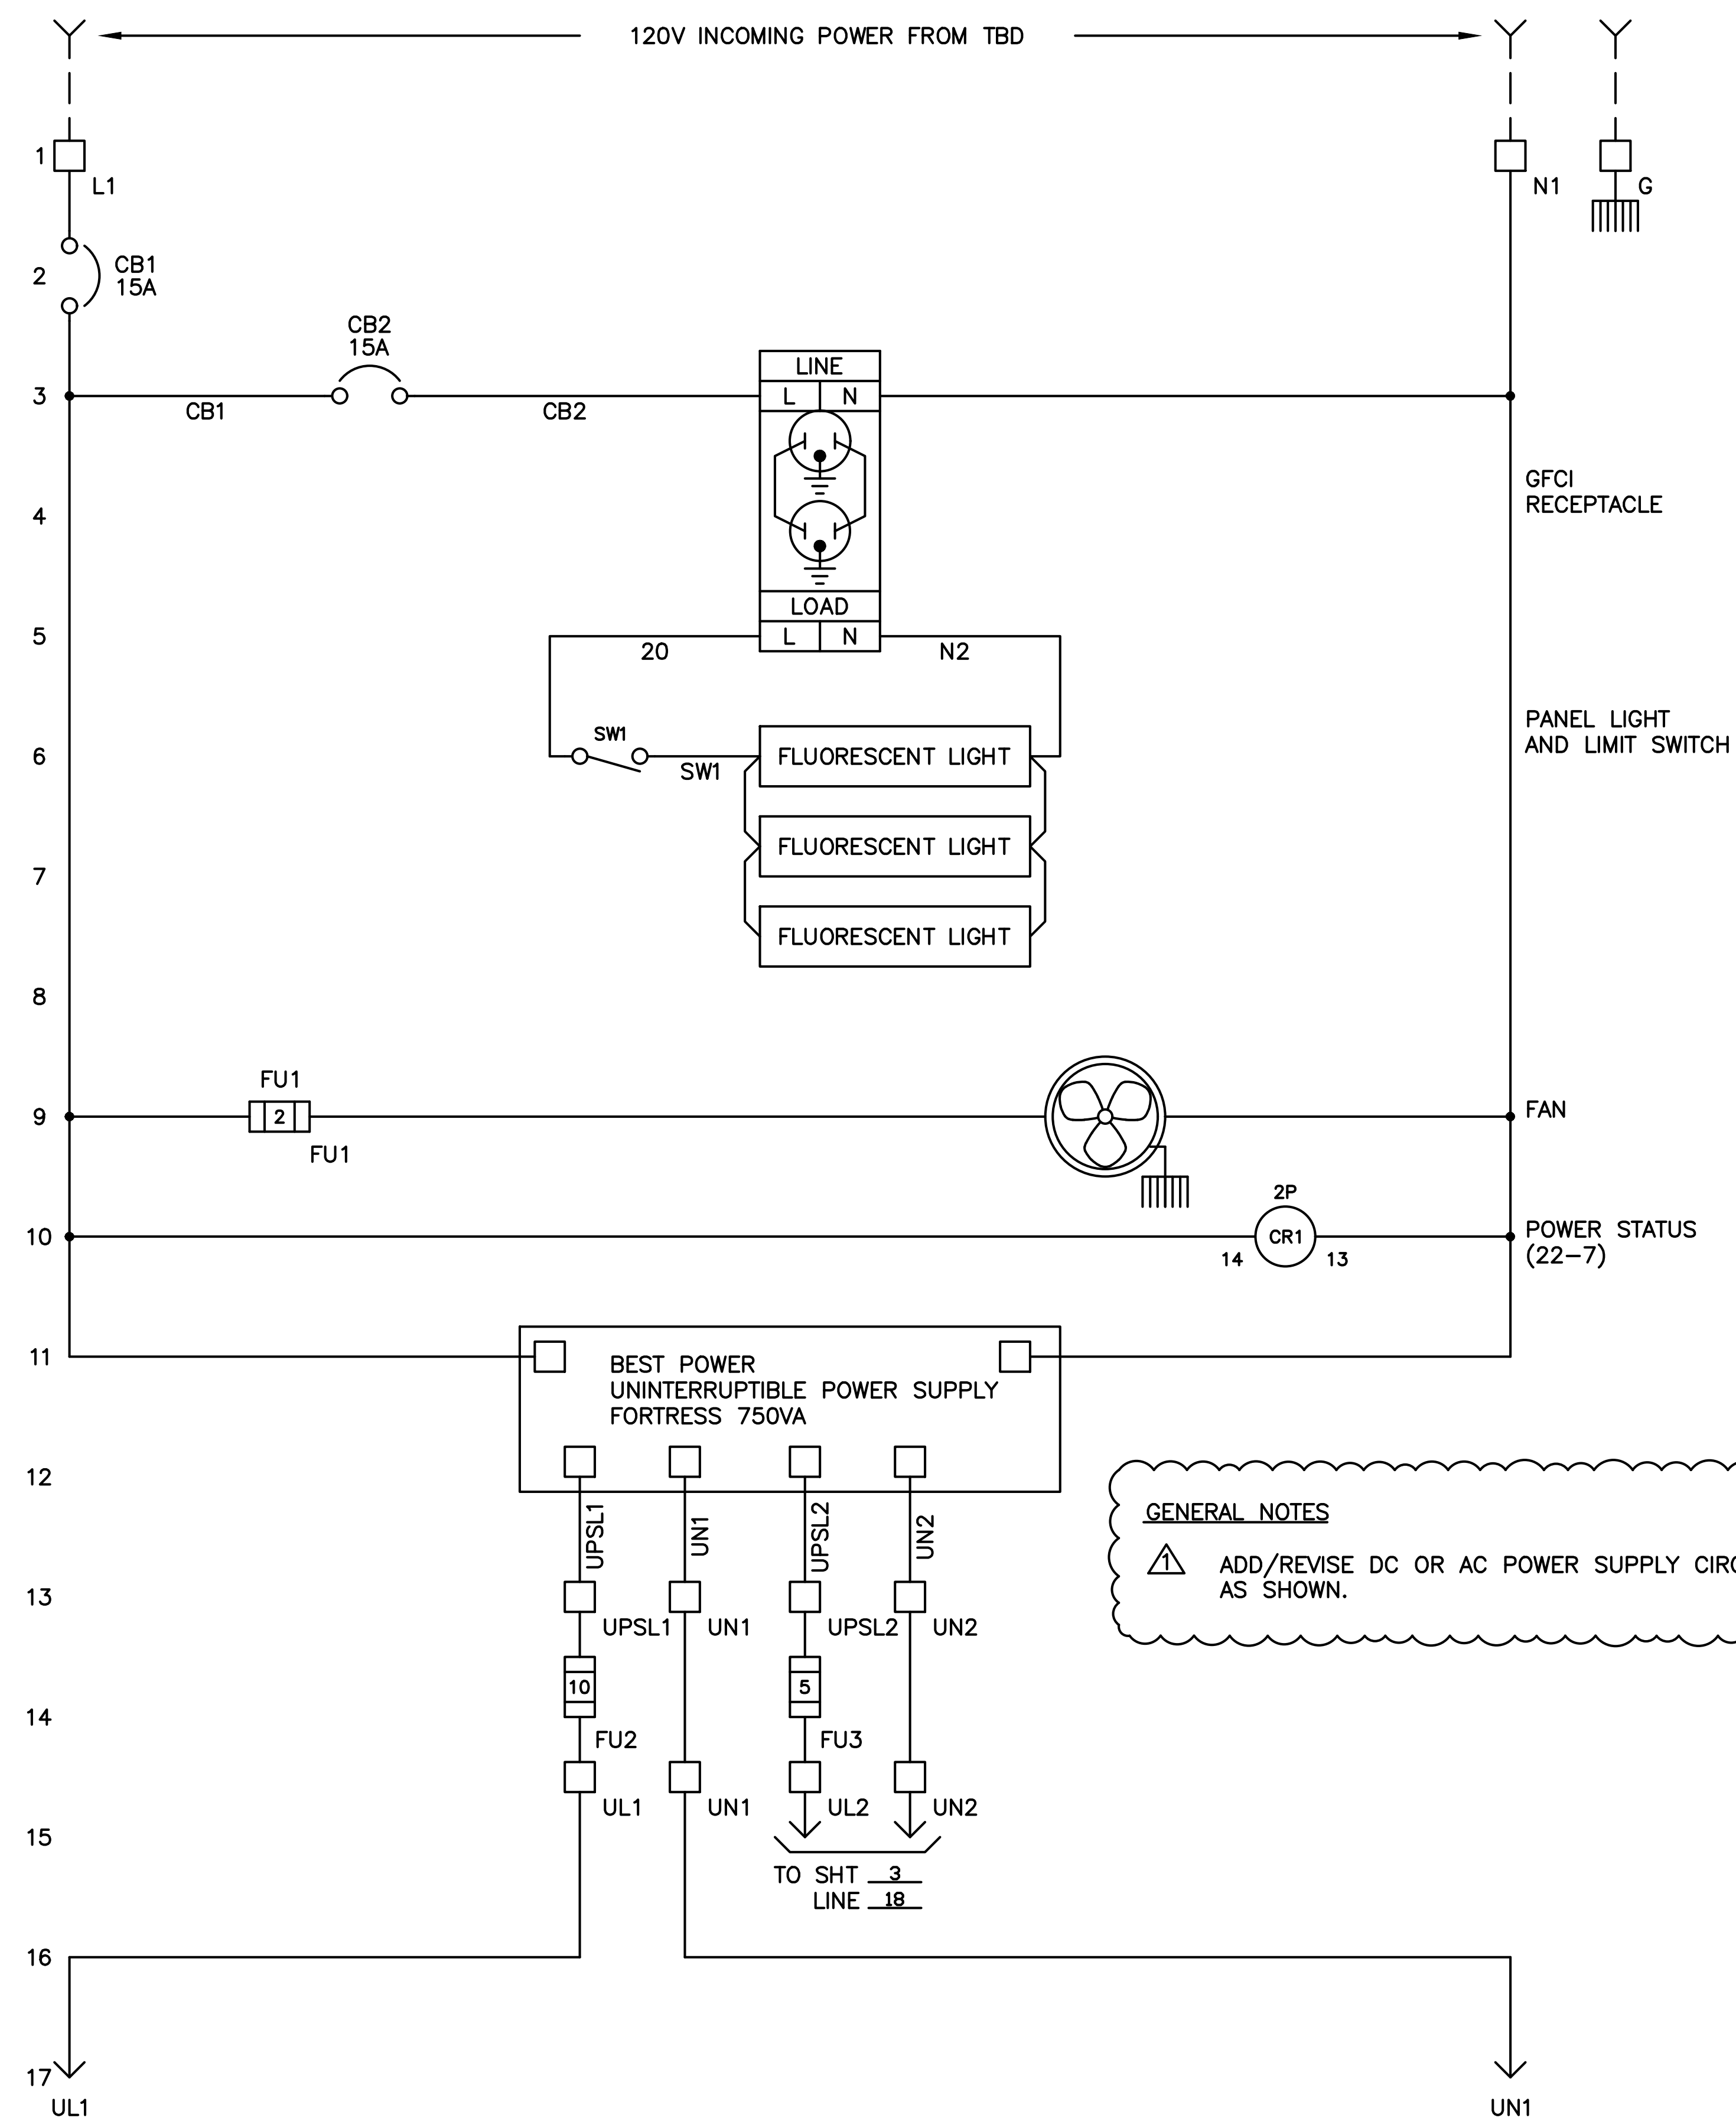 120V INCOMING POWER FROM TBD
1
L1
N1
G
2
CB1
15A
CB2
15A
3
CB1
CB2
LINE
L N
GFCI
RECEPTACLE
4
LOAD
5
L N
20
N2
PANEL LIGHT
AND LIMIT SWITCH
6
SW1
SW1
FLUORESCENT LIGHT
FLUORESCENT LIGHT
7
FLUORESCENT LIGHT
8
FU1
9
2
FU1
FAN
2P
10
CR1
14
13
POWER STATUS
(22-7)
11
BEST POWER
UNINTERRUPTIBLE POWER SUPPLY
FORTRESS 750VA
12
UPSL1
UN1
UPSL2
UN2
GENERAL NOTES
1 ADD/REVISE DC OR AC POWER SUPPLY
AS SHOWN.
13
UPSL1
UN1
UPSL2
UN2
10
5
14
FU2
FU3
UL1
UN1
UL2
UN2
15
TO SHT 3
LINE 18
16
17
UL1
UN1